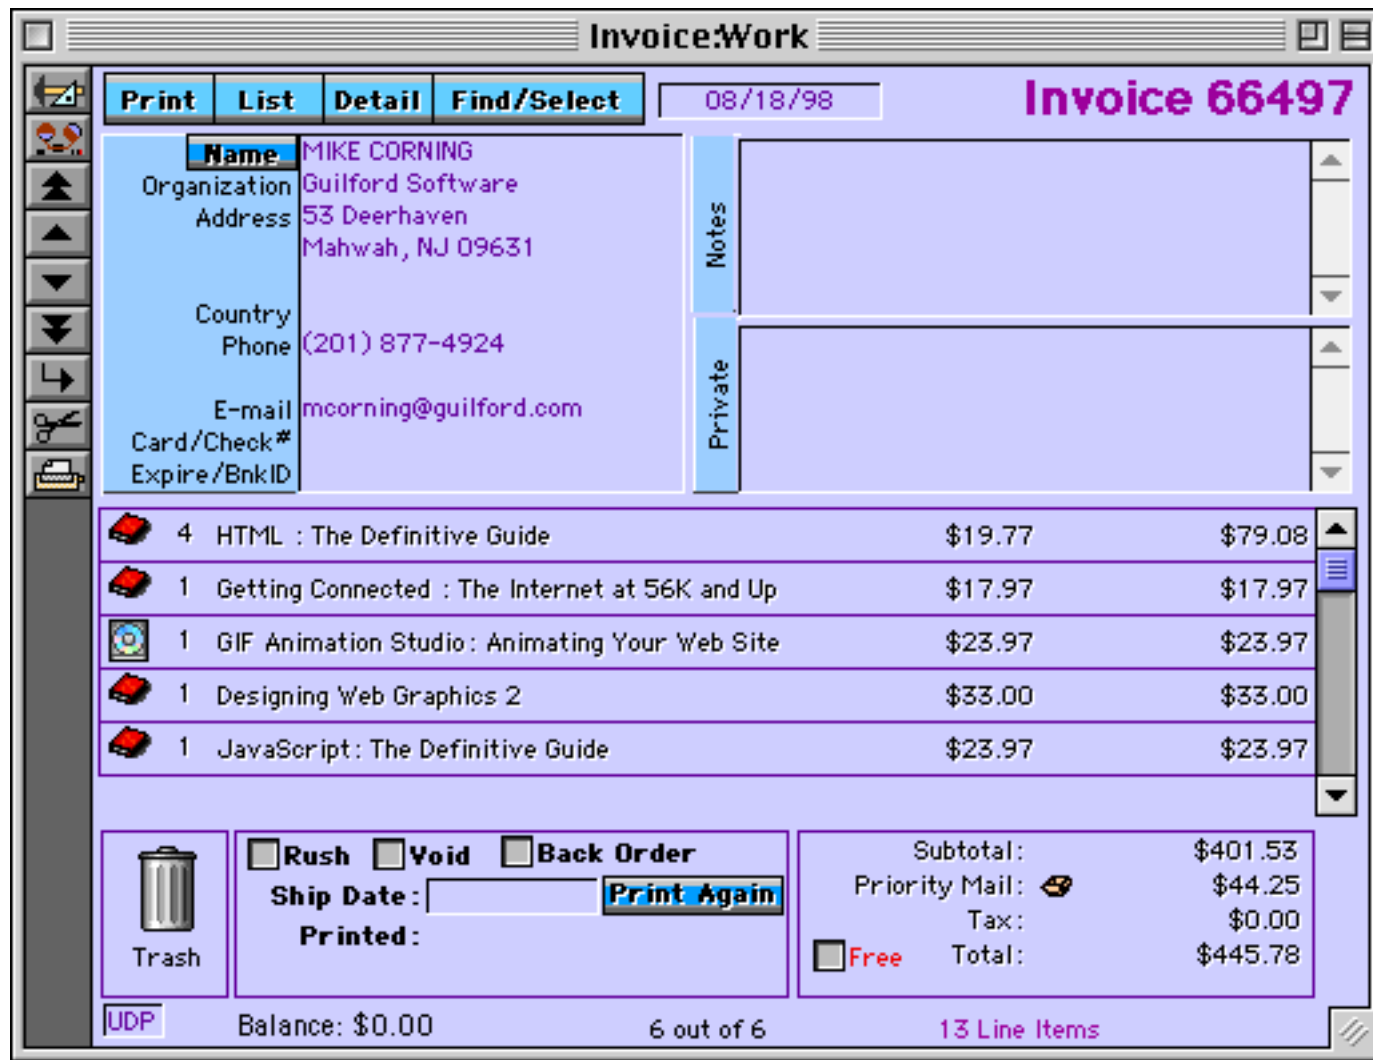 Invoice:Work
Print List Detail Find/Select 08/18/98 Invoice 66497
Name MIKE CORNING
Organization Guilford Software
Address 53 Deerhaven
Mahwah, NJ 09631
Country
Phone (201) 877-4924
E-mail mcorning@guilford.com
Card/Check#
Expire/BnkID
Notes
Private
4 HTML : The Definitive Guide $19.77 $79.08
1 Getting Connected : The Internet at 56K and Up $17.97 $17.97
1 GIF Animation Studio: Animating Your Web Site $23.97 $23.97
1 Designing Web Graphics 2 $33.00 $33.00
1 JavaScript: The Definitive Guide $23.97 $23.97
Trash
Rush Void Back Order
Ship Date: Print Again
Printed:
Subtotal: $401.53
Priority Mail: $44.25
Tax: $0.00
Free Total: $445.78
UDP Balance: $0.00 6 out of 6 13 Line Items